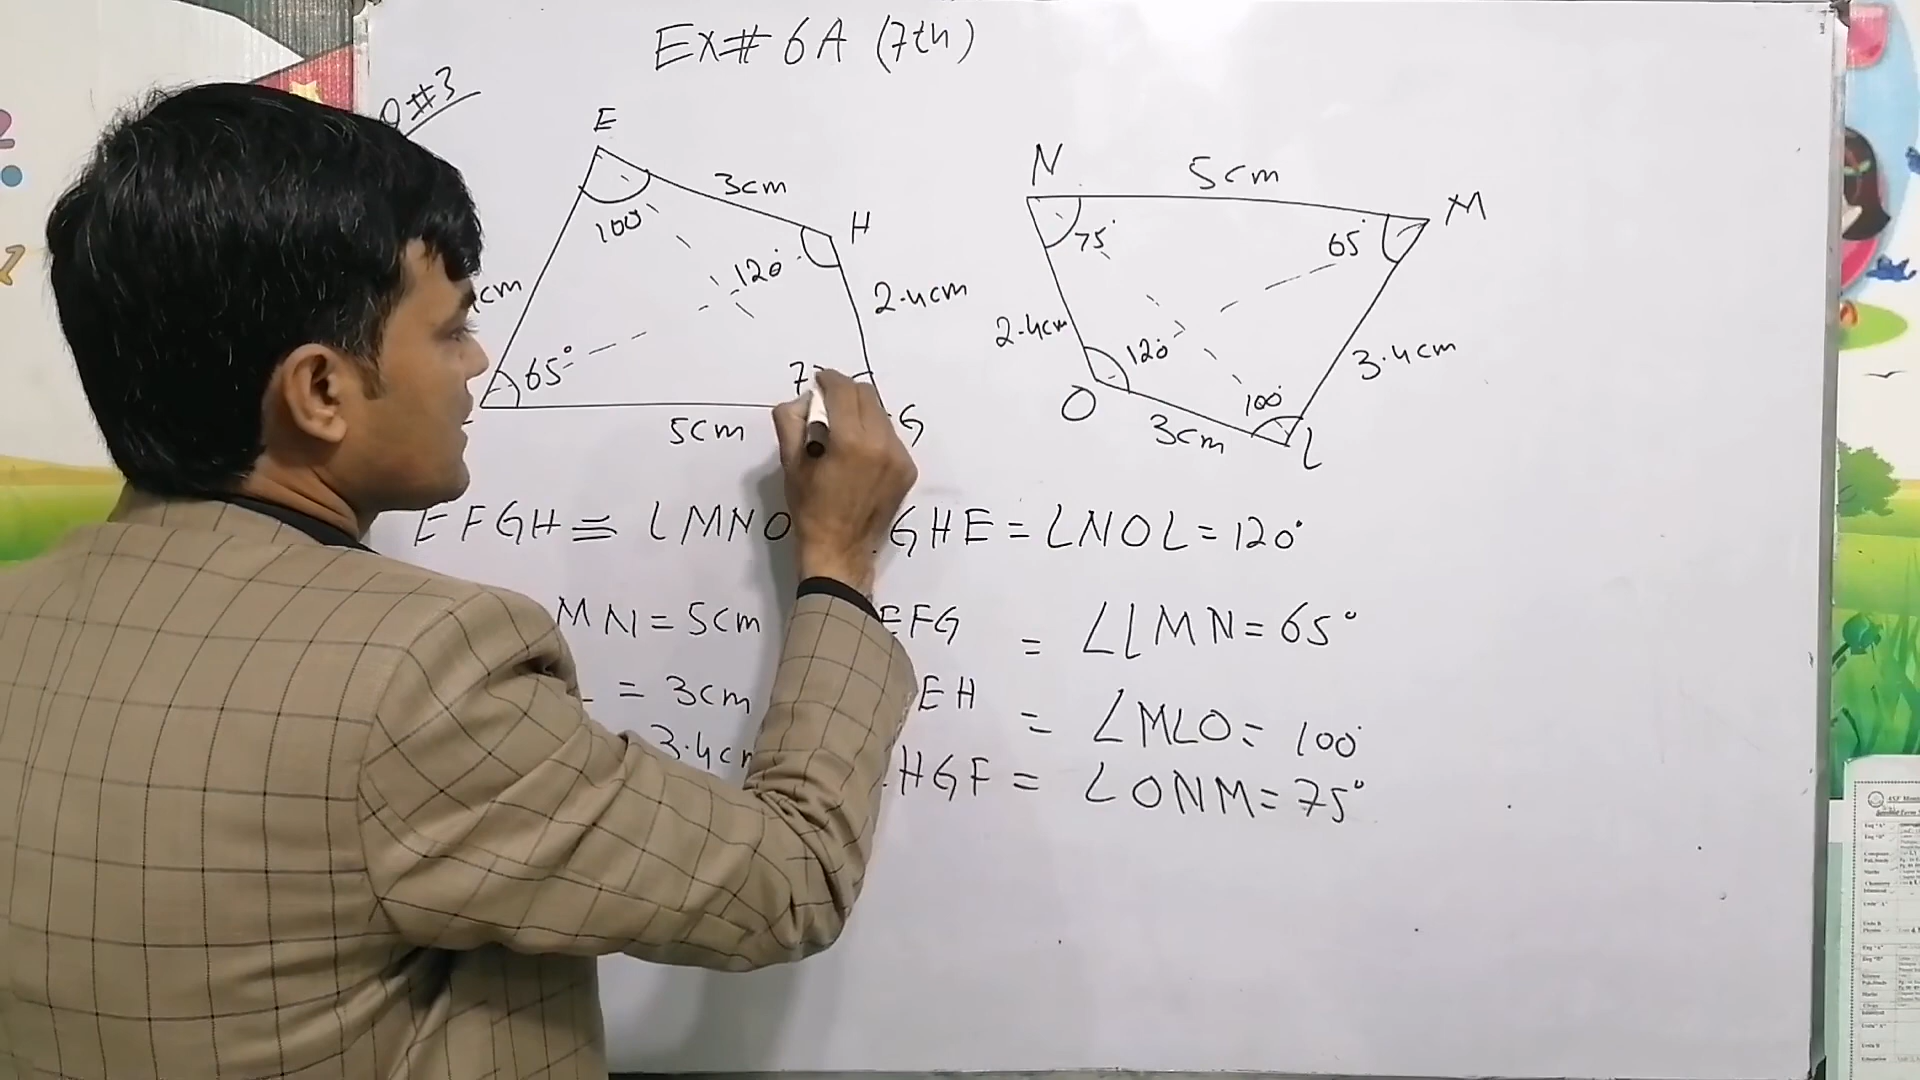 Ex# 6A (7th)
Q#3
E
3cm
H
100°
120°
cm
2.4cm
65°
7
5cm
G
N
5cm
M
75°
65°
2.4cm
120°
3.4cm
O
100°
3cm
L
EFGH ≅ LMNO
GHE = ∠NOL = 120°
MN = 5cm
EFG = ∠LMN = 65°
= 3cm
EH = ∠MLO = 100°
3.4cm
HGF = ∠ONM = 75°